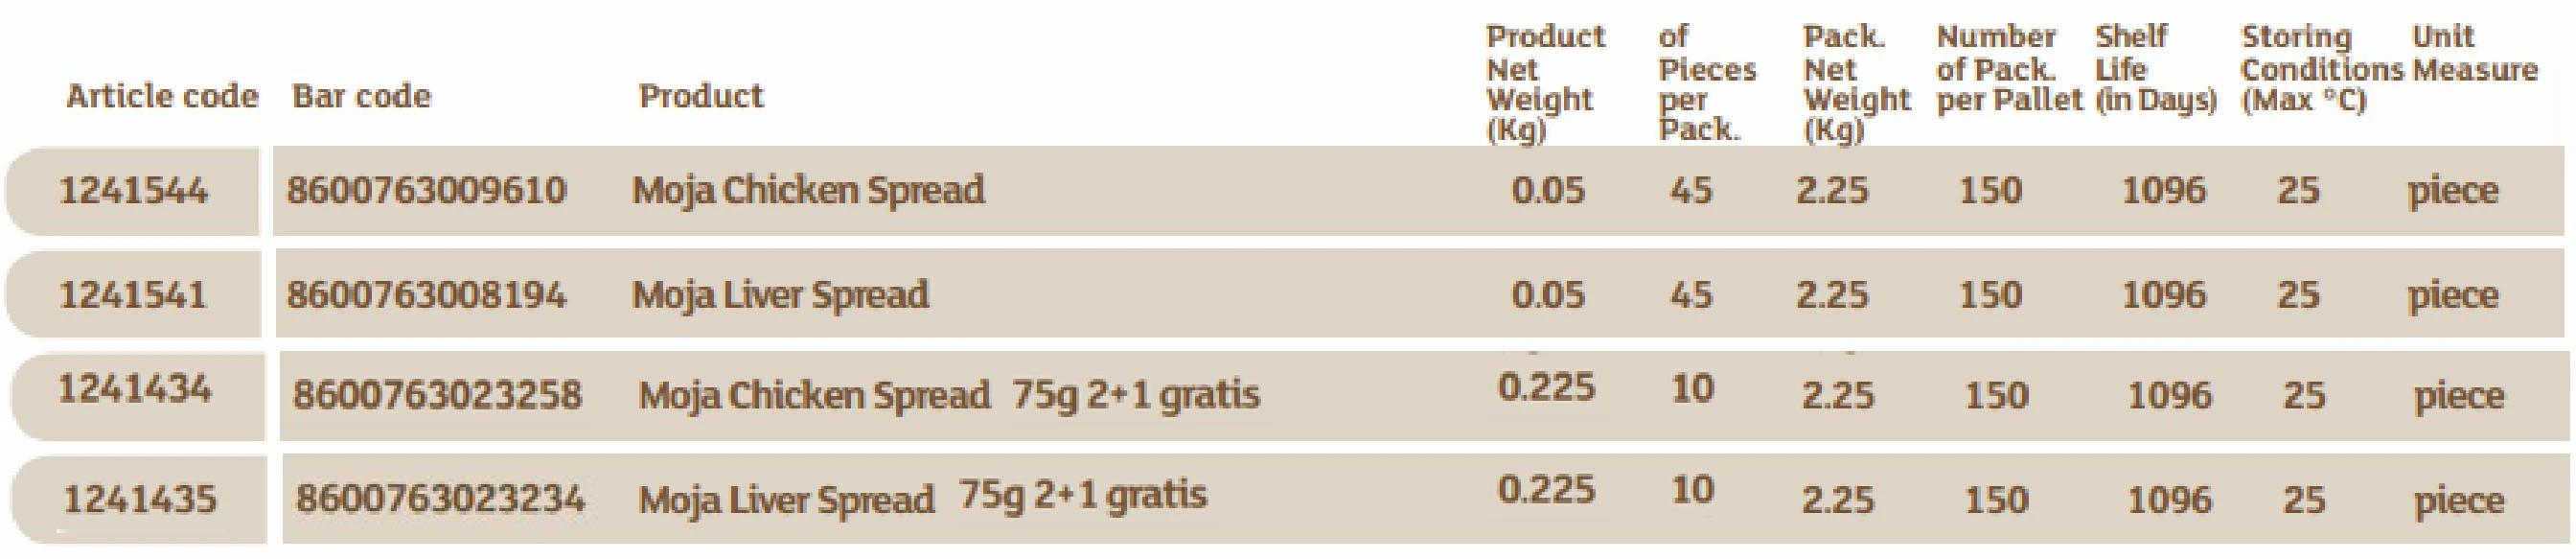 Article code Bar code Product Product Net Weight (Kg) of Pieces per Pack. Pack. Net Weight (Kg) Number of Pack. per Pallet Shelf Life (in Days) Storing Conditions (Max °C) Unit Measure
1241544 8600763009610 Moja Chicken Spread 0.05 45 2.25 150 1096 25 piece
1241541 8600763008194 Moja Liver Spread 0.05 45 2.25 150 1096 25 piece
1241434 8600763023258 Moja Chicken Spread 75g 2+1 gratis 0.225 10 2.25 150 1096 25 piece
1241435 8600763023234 Moja Liver Spread 75g 2+1 gratis 0.225 10 2.25 150 1096 25 piece